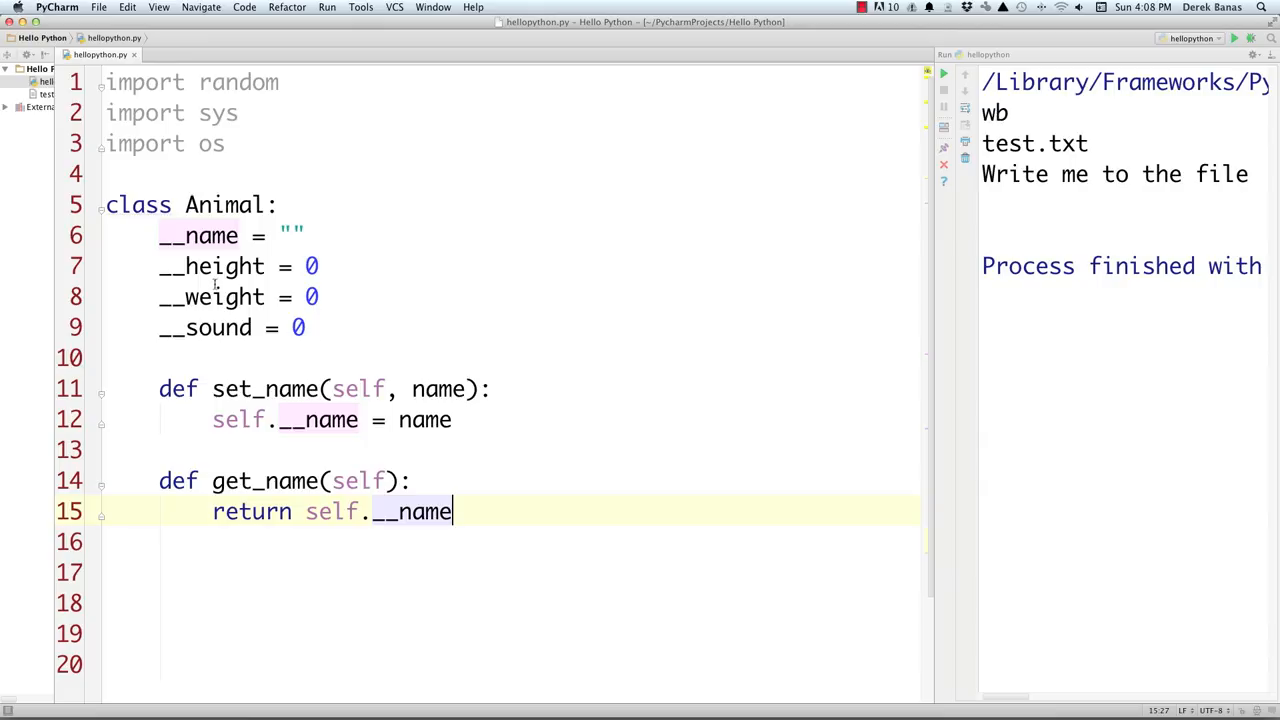 PyCharm File Edit View Navigate Code Refactor Run Tools VCS Window Help 10 Sun 4:08 PM Derek Banas
hellopython.py - Hello Python - [~/PycharmProjects/Hello Python]
Hello Python hellopython.py hellopython
hellopython.py Run hellopython
Hello P
hell
test
Extern
1 import random
2 import sys
3 import os
4
5 class Animal:
6 __name = ""
7 __height = 0
8 __weight = 0
9 __sound = 0
10
11 def set_name(self, name):
12 self.__name = name
13
14 def get_name(self):
15 return self.__name
16
17
18
19
20
/Library/Frameworks/Py
wb
test.txt
Write me to the file
Process finished with
15:27 LF UTF-8